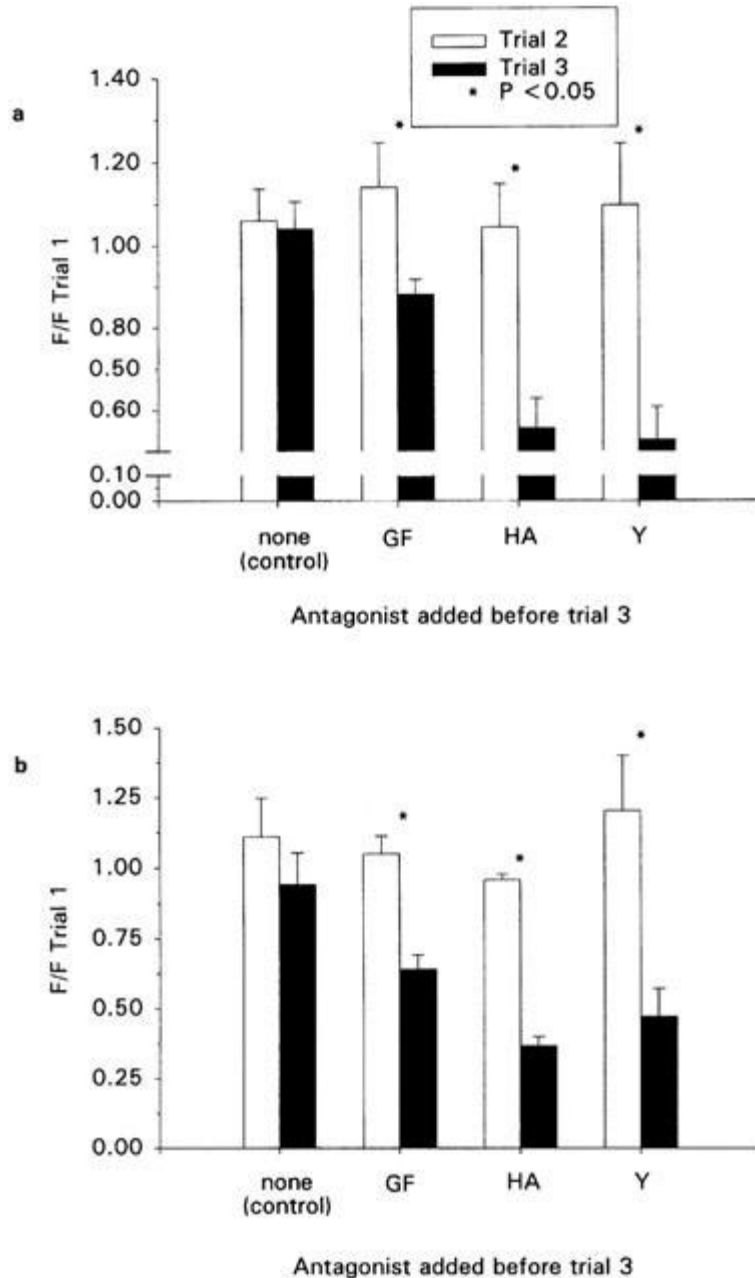 Trial 2
Trial 3
* P <0.05
a
1.40
1.20
1.00
0.80
0.50
0.60
0.10
0.00
F/F Trial 1
* * *
none GF HA Y
(control)
Antagonist added before trial 3
b
1.50
1.25
1.00
0.75
0.50
0.25
0.00
F/F Trial 1
* * *
none GF HA Y
(control)
Antagonist added before trial 3